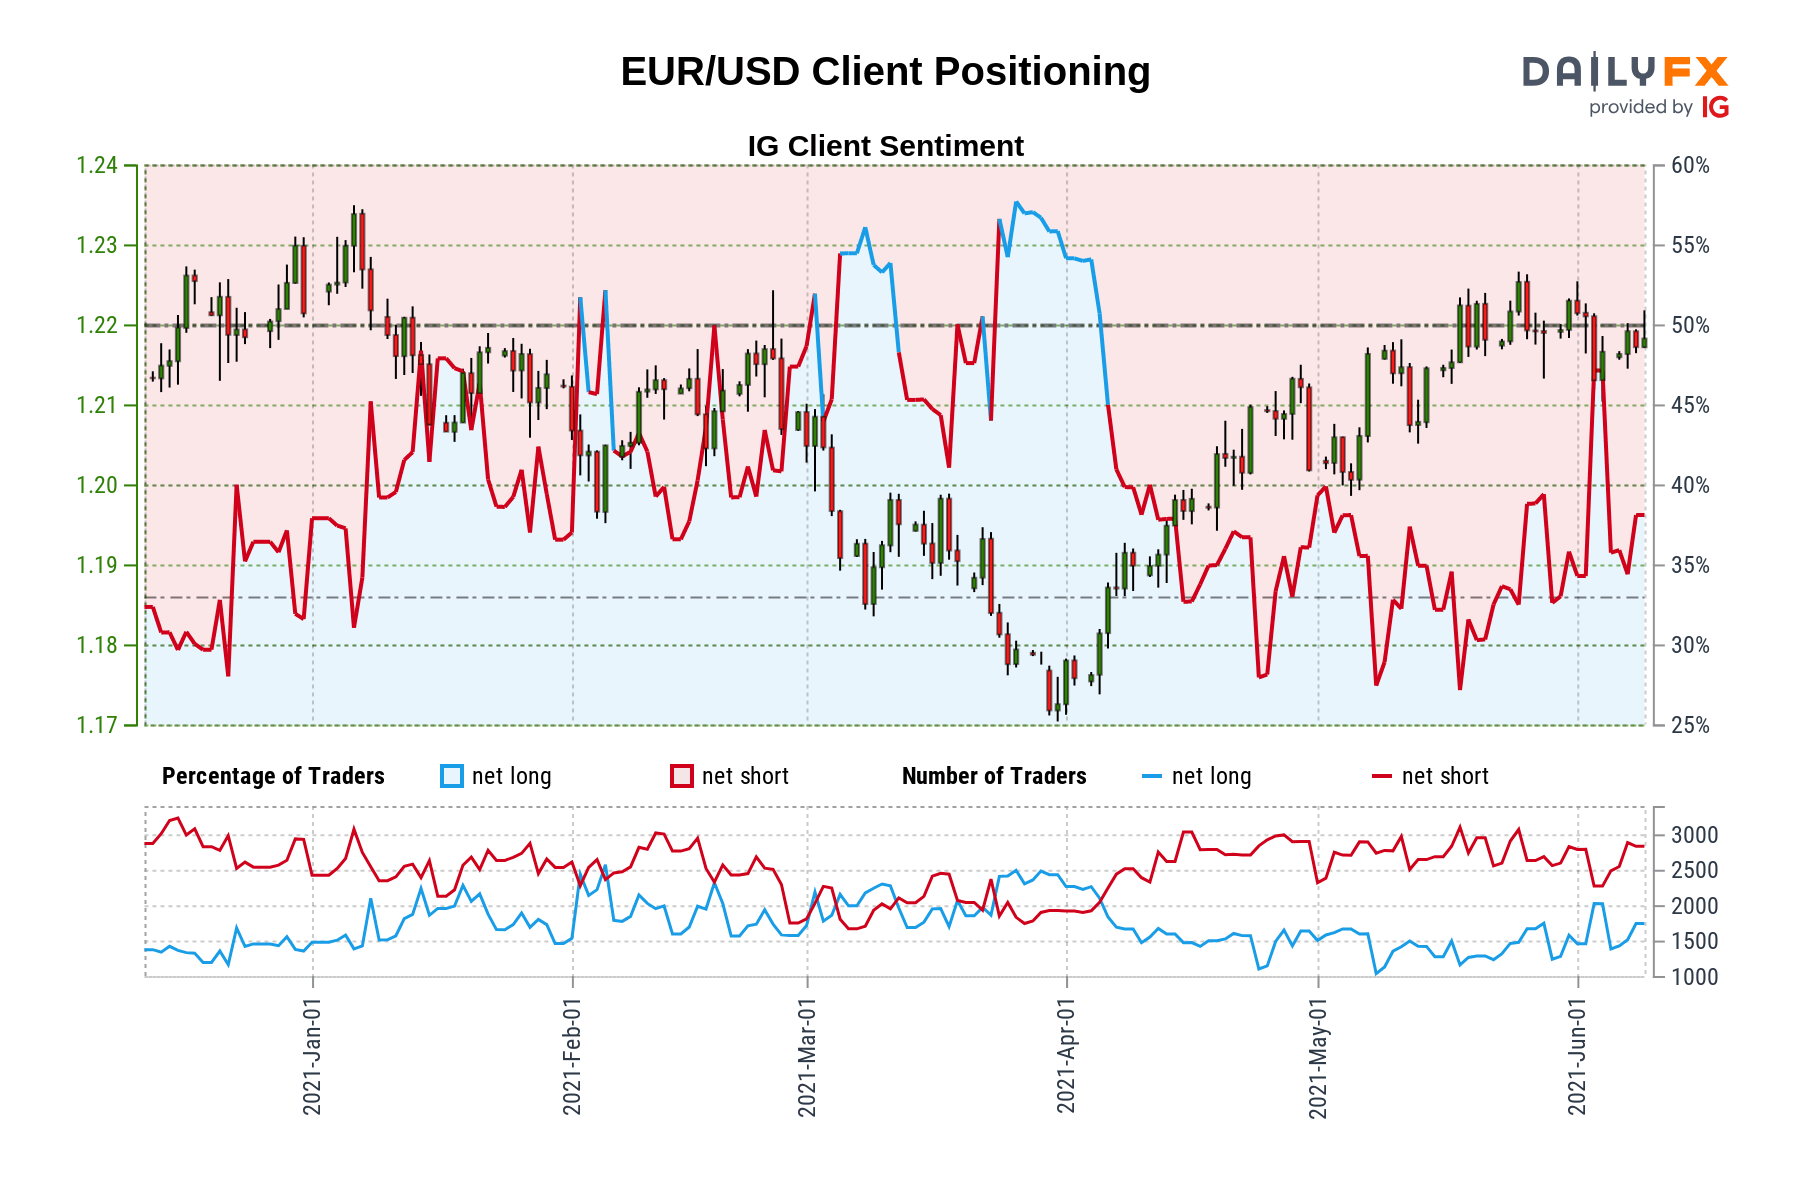 EUR/USD Client Positioning
DAILYFX
provided by IG
IG Client Sentiment
1.24
1.23
1.22
1.21
1.20
1.19
1.18
1.17
60%
55%
50%
45%
40%
35%
30%
25%
Percentage of Traders net long net short Number of Traders net long net short
3000
2500
2000
1500
1000
2021-Jan-01
2021-Feb-01
2021-Mar-01
2021-Apr-01
2021-May-01
2021-Jun-01